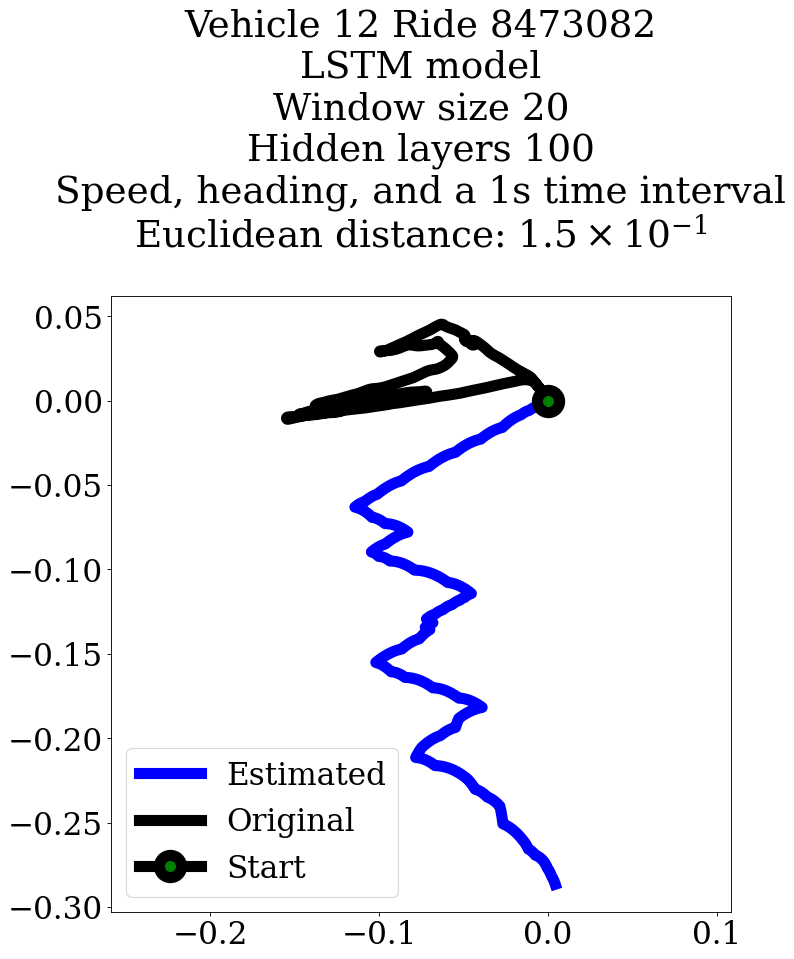 Vehicle 12 Ride 8473082
LSTM model
Window size 20
Hidden layers 100
Speed, heading, and a 1s time interval
Euclidean distance: 1.5 × 10⁻¹
0.05
0.00
−0.05
−0.10
−0.15
−0.20
−0.25
−0.30
Estimated
Original
Start
−0.2 −0.1 0.0 0.1